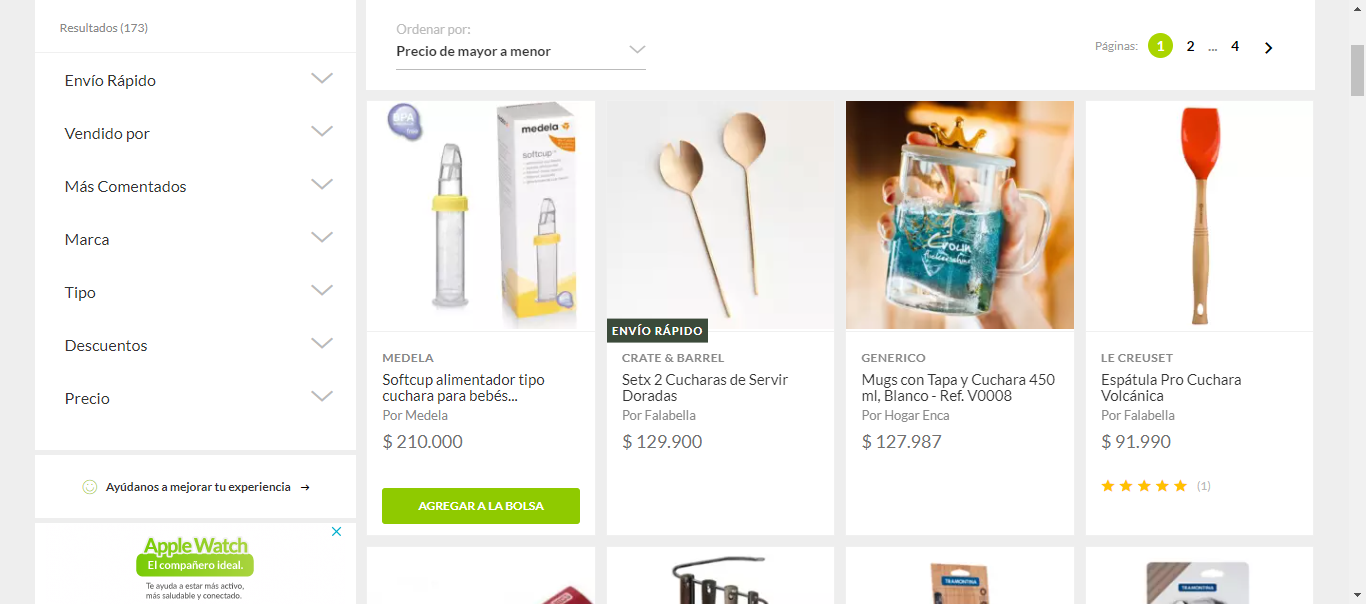 Resultados (173)
Envío Rápido
Vendido por
Más Comentados
Marca
Tipo
Descuentos
Precio
Ayúdanos a mejorar tu experiencia →
Apple Watch
El compañero ideal.
Te ayuda a estar más activo,
más saludable y conectado.
Ordenar por:
Precio de mayor a menor
Páginas: 1 2 ... 4
BPA
free
medela
softcup
MEDELA
Softcup alimentador tipo
cuchara para bebés...
Por Medela
$ 210.000
AGREGAR A LA BOLSA
ENVÍO RÁPIDO
CRATE & BARREL
Setx 2 Cucharas de Servir
Doradas
Por Falabella
$ 129.900
GENERICO
Mugs con Tapa y Cuchara 450
ml, Blanco - Ref. V0008
Por Hogar Enca
$ 127.987
LE CREUSET
Espátula Pro Cuchara
Volcánica
Por Falabella
$ 91.990
(1)
TRAMONTINA
TRAMONTINA